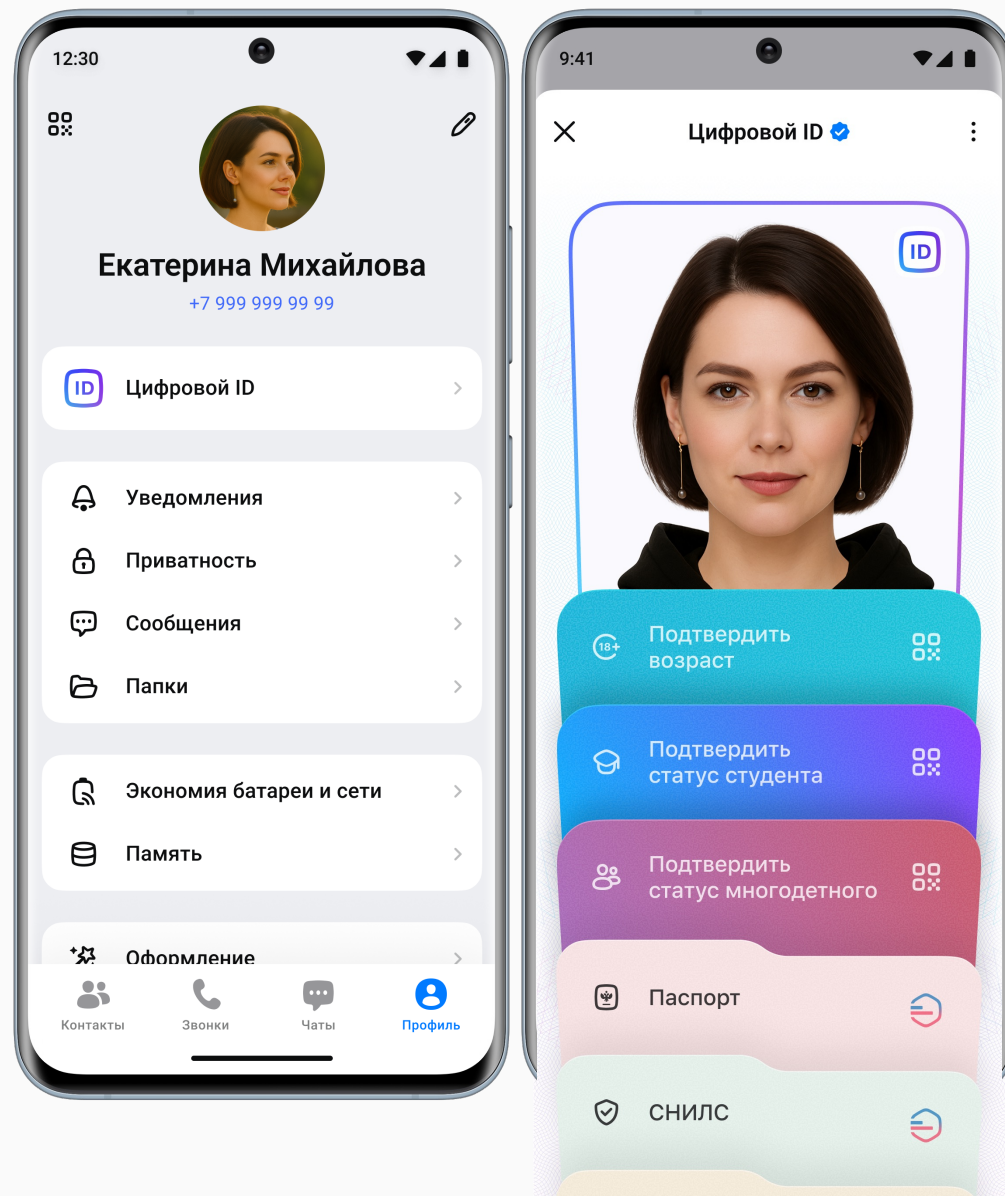 12:30
Екатерина Михайлова
+7 999 999 99 99
ID
Цифровой ID
Уведомления
Приватность
Сообщения
Папки
Экономия батареи и сети
Память
Оформление
Контакты
Звонки
Чаты
Профиль
9:41
Цифровой ID
ID
18+
Подтвердить
возраст
Подтвердить
статус студента
Подтвердить
статус многодетного
Паспорт
СНИЛС